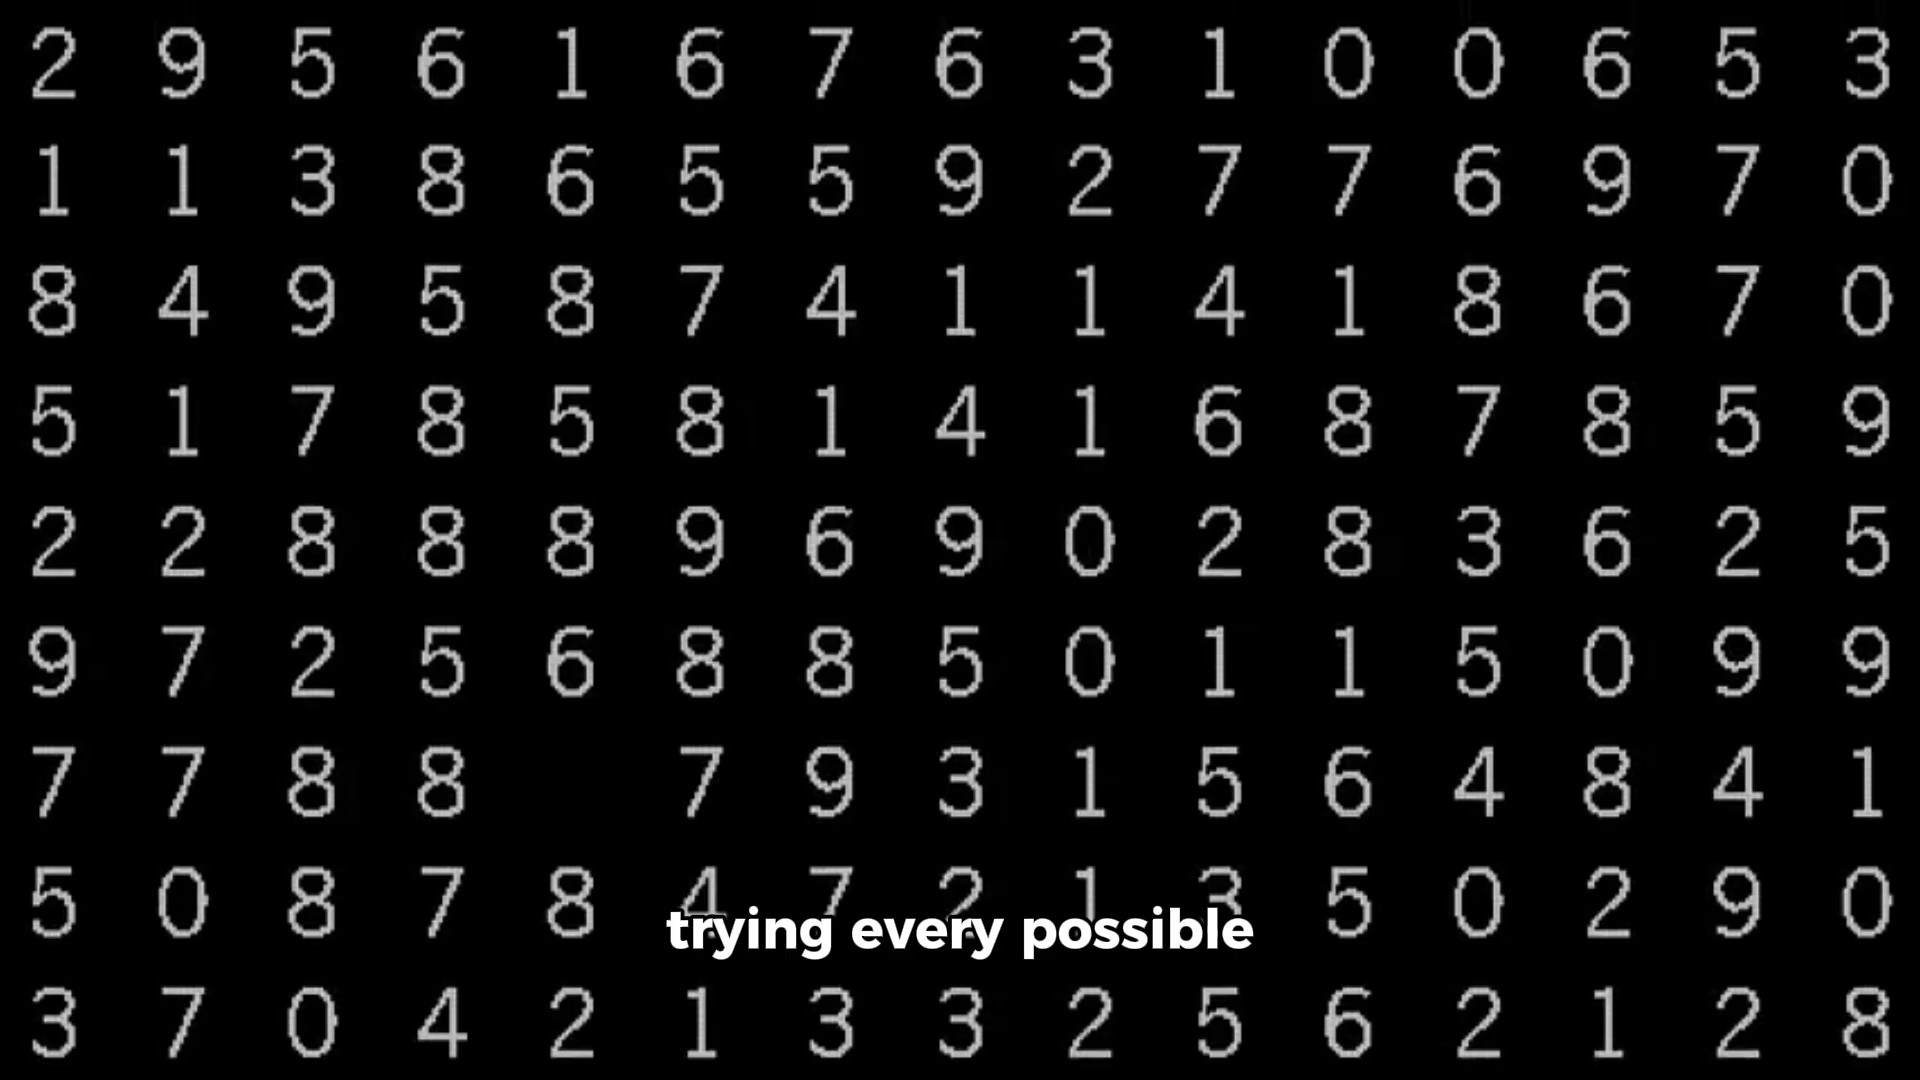 2 9 5 6 1 6 7 6 3 1 0 0 6 5 3
1 1 3 8 6 5 5 9 2 7 7 6 9 7 0
8 4 9 5 8 7 4 1 1 4 1 8 6 7 0
5 1 7 8 5 8 1 4 1 6 8 7 8 5 9
2 2 8 8 8 9 6 9 0 2 8 3 6 2 5
9 7 2 5 6 8 8 5 0 1 1 5 0 9 9
7 7 8 8 7 9 3 1 5 6 4 8 4 1
5 0 8 7 8 4 7 2 1 3 5 0 2 9 0
trying every possible
3 7 0 4 2 1 3 3 2 5 6 2 1 2 8